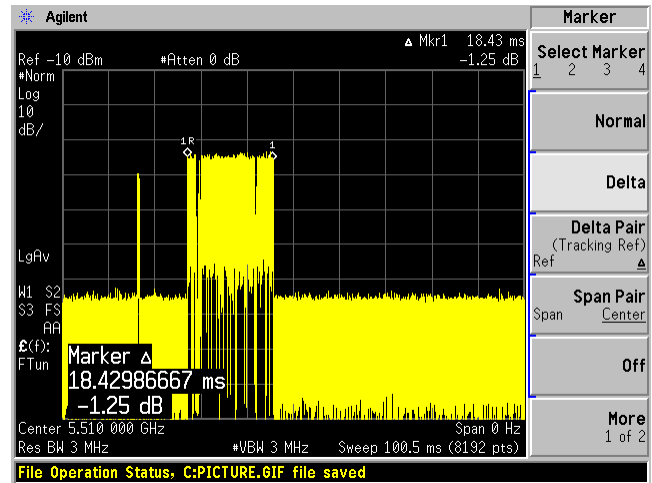 Agilent
Δ Mkr1 18.43 ms
Ref -10 dBm #Atten 0 dB -1.25 dB
#Norm
Log
10
dB/
1R
1
LgAv
W1 S2
S3 FS
AA
£(f):
FTun
Marker Δ
18.42986667 ms
-1.25 dB
Center 5.510 000 GHz Span 0 Hz
Res BW 3 MHz #VBW 3 MHz Sweep 100.5 ms (8192 pts)
File Operation Status, C:PICTURE.GIF file saved
Marker
Select Marker
1 2 3 4
Normal
Delta
Delta Pair
(Tracking Ref)
Ref Δ
Span Pair
Span Center
Off
More
1 of 2